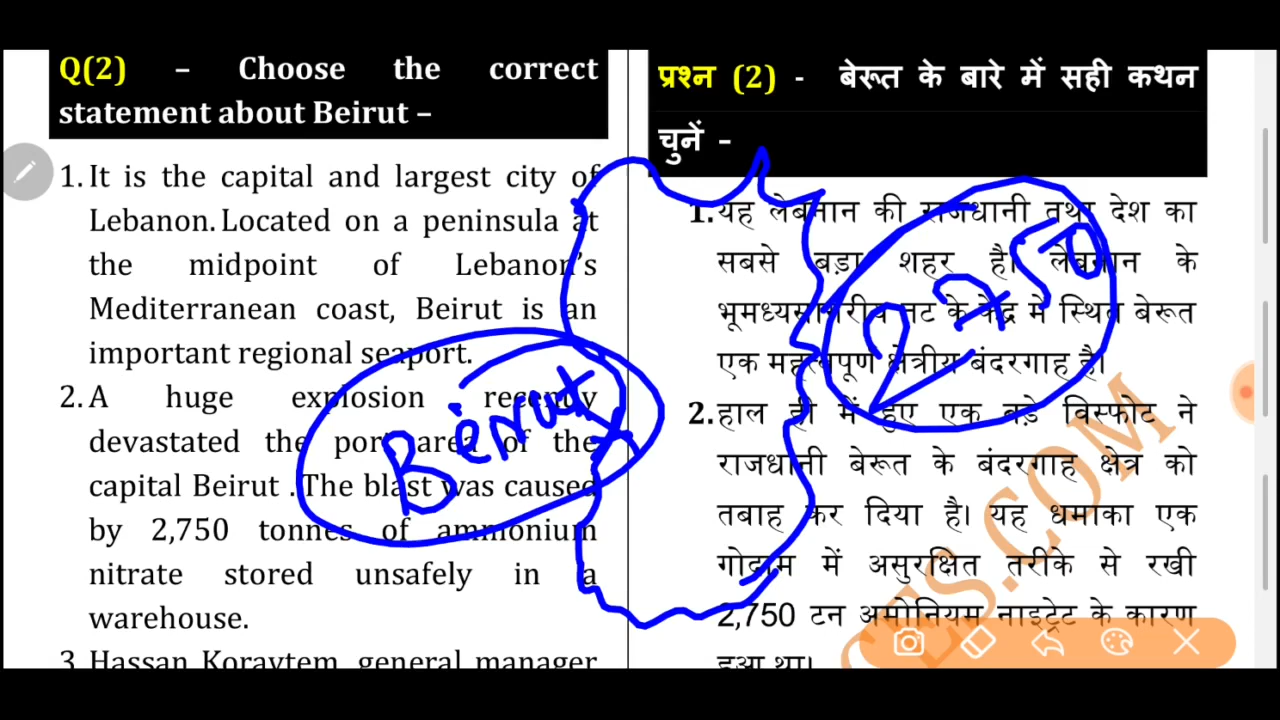 Q(2) – Choose the correct
statement about Beirut –
1. It is the capital and largest city of
Lebanon. Located on a peninsula at
the midpoint of Lebanon's
Mediterranean coast, Beirut is an
important regional seaport.
2. A huge explosion recently
devastated the port area of the
capital Beirut . The blast was caused
by 2,750 tonnes of ammonium
nitrate stored unsafely in a
warehouse.
3 Hassan Koraytem general manager
प्रश्न (2) - बेरूत के बारे में सही कथन
चुनें –
1. यह लेबनान की राजधानी तथा देश का
सबसे बड़ा शहर है। लेबनान के
भूमध्यसागरीय तट के केंद्र में स्थित बेरूत
एक महत्वपूर्ण क्षेत्रीय बंदरगाह है।
2. हाल ही में हुए एक बड़े विस्फोट ने
राजधानी बेरूत के बंदरगाह क्षेत्र को
तबाह कर दिया है। यह धमाका एक
गोदाम में असुरक्षित तरीके से रखी
2,750 टन अमोनियम नाइट्रेट के कारण
हुआ था।
Beirut
2750